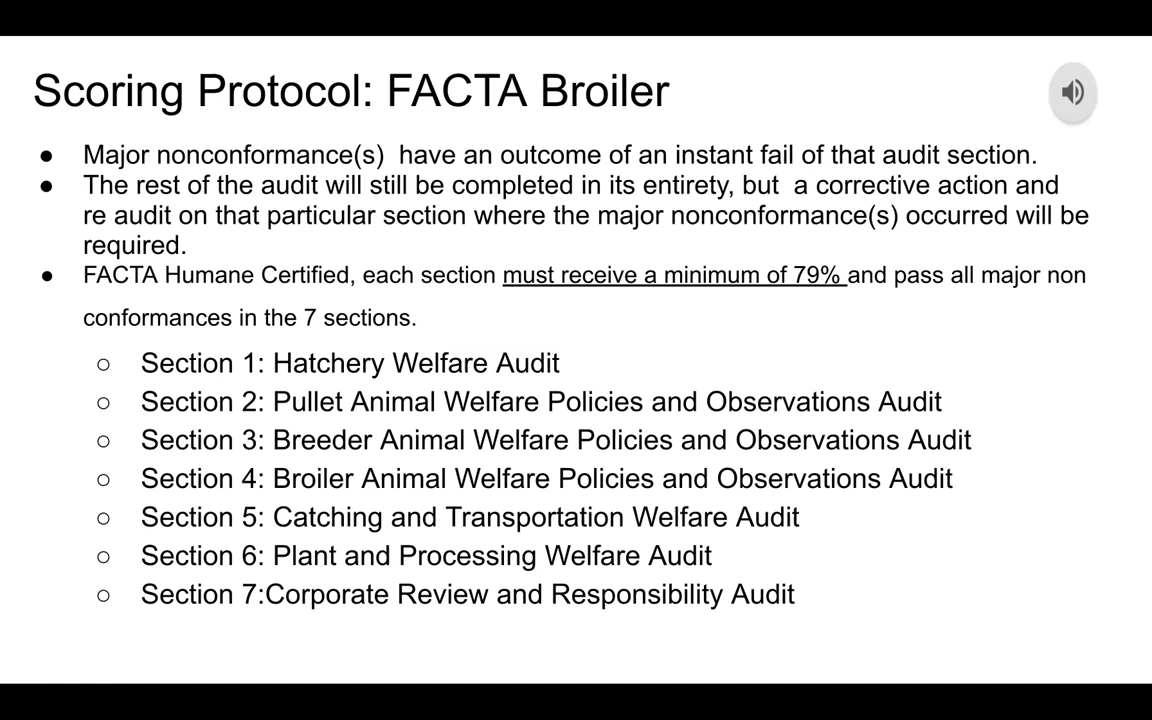 Scoring Protocol: FACTA Broiler
● Major nonconformance(s) have an outcome of an instant fail of that audit section.
● The rest of the audit will still be completed in its entirety, but a corrective action and
re audit on that particular section where the major nonconformance(s) occurred will be
required.
● FACTA Humane Certified, each section must receive a minimum of 79% and pass all major non
conformances in the 7 sections.
○ Section 1: Hatchery Welfare Audit
○ Section 2: Pullet Animal Welfare Policies and Observations Audit
○ Section 3: Breeder Animal Welfare Policies and Observations Audit
○ Section 4: Broiler Animal Welfare Policies and Observations Audit
○ Section 5: Catching and Transportation Welfare Audit
○ Section 6: Plant and Processing Welfare Audit
○ Section 7:Corporate Review and Responsibility Audit